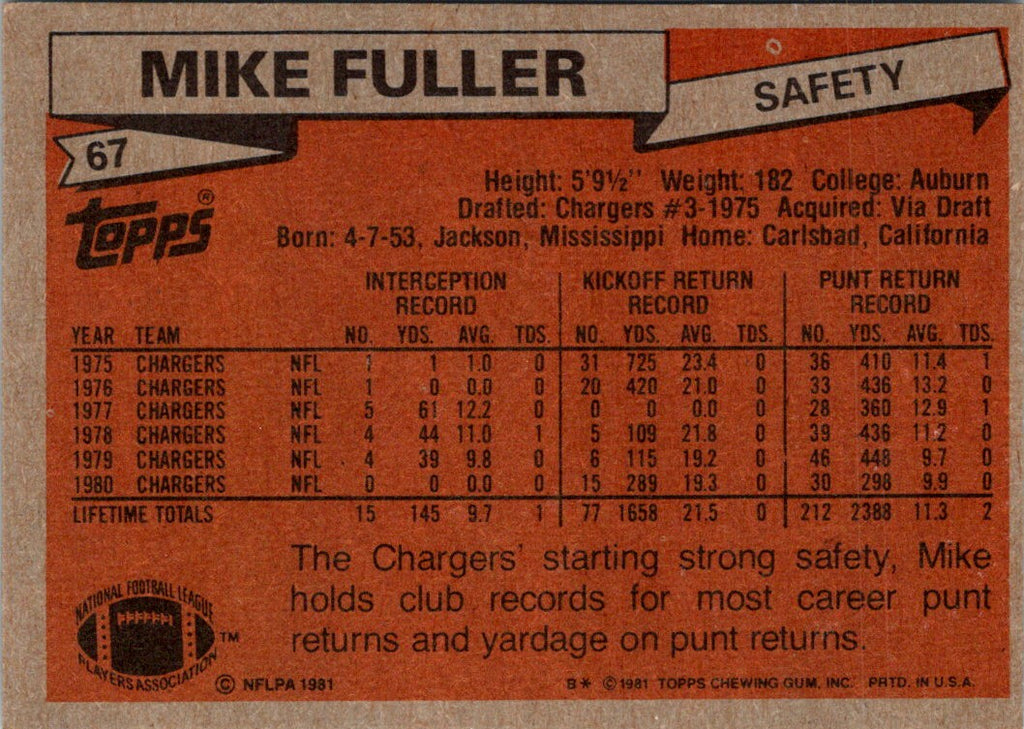 MIKE FULLER
SAFETY
67
TOPPS®
Height: 5'9½'' Weight: 182 College: Auburn
Drafted: Chargers #3-1975 Acquired: Via Draft
Born: 4-7-53, Jackson, Mississippi Home: Carlsbad, California
INTERCEPTION RECORD KICKOFF RETURN RECORD PUNT RETURN RECORD
YEAR TEAM NO. YDS. AVG. TDS. NO. YDS. AVG. TDS. NO. YDS. AVG. TDS.
1975 CHARGERS NFL 1 1 1.0 0 31 725 23.4 0 36 410 11.4 1
1976 CHARGERS NFL 1 0 0.0 0 20 420 21.0 0 33 436 13.2 0
1977 CHARGERS NFL 5 61 12.2 0 0 0 0.0 0 28 360 12.9 1
1978 CHARGERS NFL 4 44 11.0 1 5 109 21.8 0 39 436 11.2 0
1979 CHARGERS NFL 4 39 9.8 0 6 115 19.2 0 46 448 9.7 0
1980 CHARGERS NFL 0 0 0.0 0 15 289 19.3 0 30 298 9.9 0
LIFETIME TOTALS 15 145 9.7 1 77 1658 21.5 0 212 2388 11.3 2
The Chargers' starting strong safety, Mike
holds club records for most career punt
returns and yardage on punt returns.
NATIONAL FOOTBALL LEAGUE
PLAYERS ASSOCIATION ™
© NFLPA 1981
B* © 1981 TOPPS CHEWING GUM, INC. PRTD. IN U.S.A.